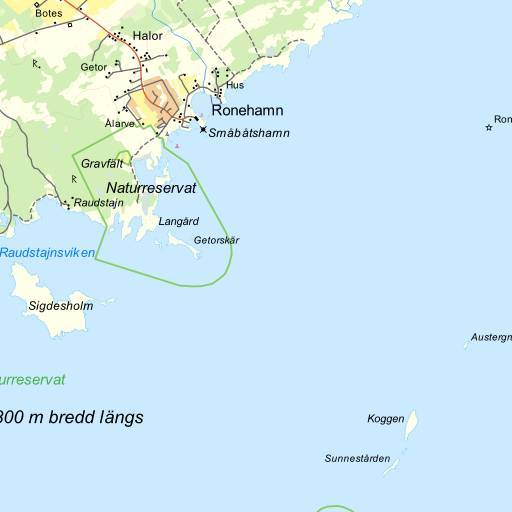 Botes
Halor
Getor
Hus
Ronehamn
Ron
Ålarve
Småbåtshamn
Gravfält
Naturreservat
Raudstajn
Langård
Getorskär
Raudstajnsviken
Sigdesholm
Austergr
urreservat
300 m bredd längs
Koggen
Sunnestården